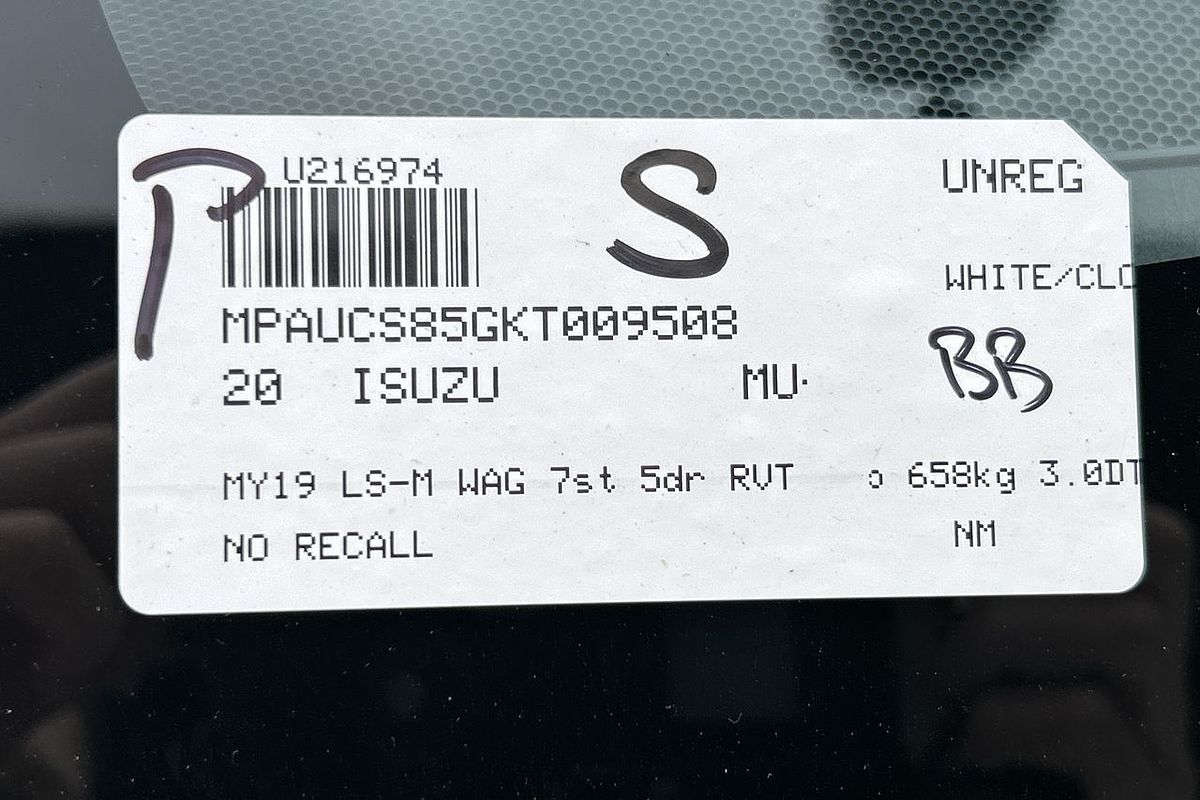 P U216974 S UNREG
WHITE/CLO
MPAUCS85GKT009508
BB
20 ISUZU MU-
MY19 LS-M WAG 7st 5dr RVT o 658kg 3.0DT
NO RECALL NM